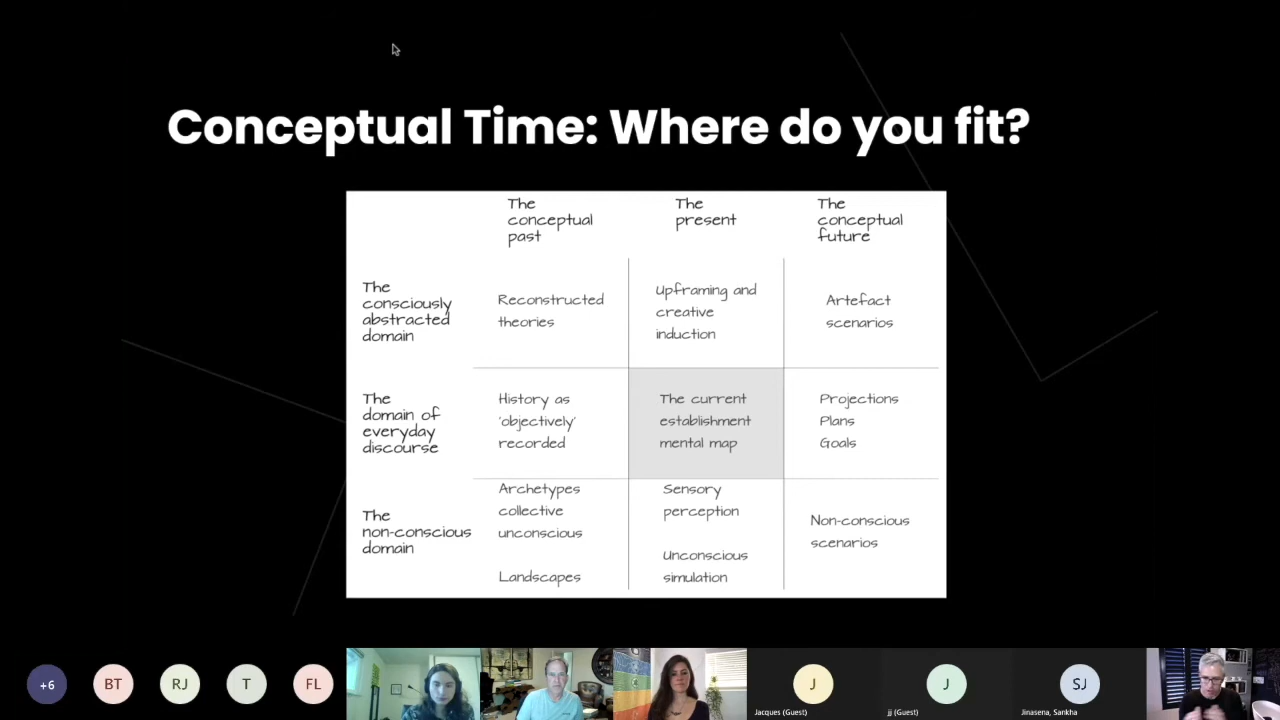 Conceptual Time: Where do you fit?
The
conceptual
past
The
present
The
conceptual
future
The
consciously
abstracted
domain
Reconstructed
theories
Upframing and
creative
induction
Artefact
scenarios
The
domain of
everyday
discourse
History as
'objectively'
recorded
The current
establishment
mental map
Projections
Plans
Goals
The
non-conscious
domain
Archetypes
collective
unconscious
Landscapes
Sensory
perception
Unconscious
simulation
Non-conscious
scenarios
+6
BT
RJ
T
FL
J
Jacques (Guest)
J
jj (Guest)
SJ
Jinasena, Sankha